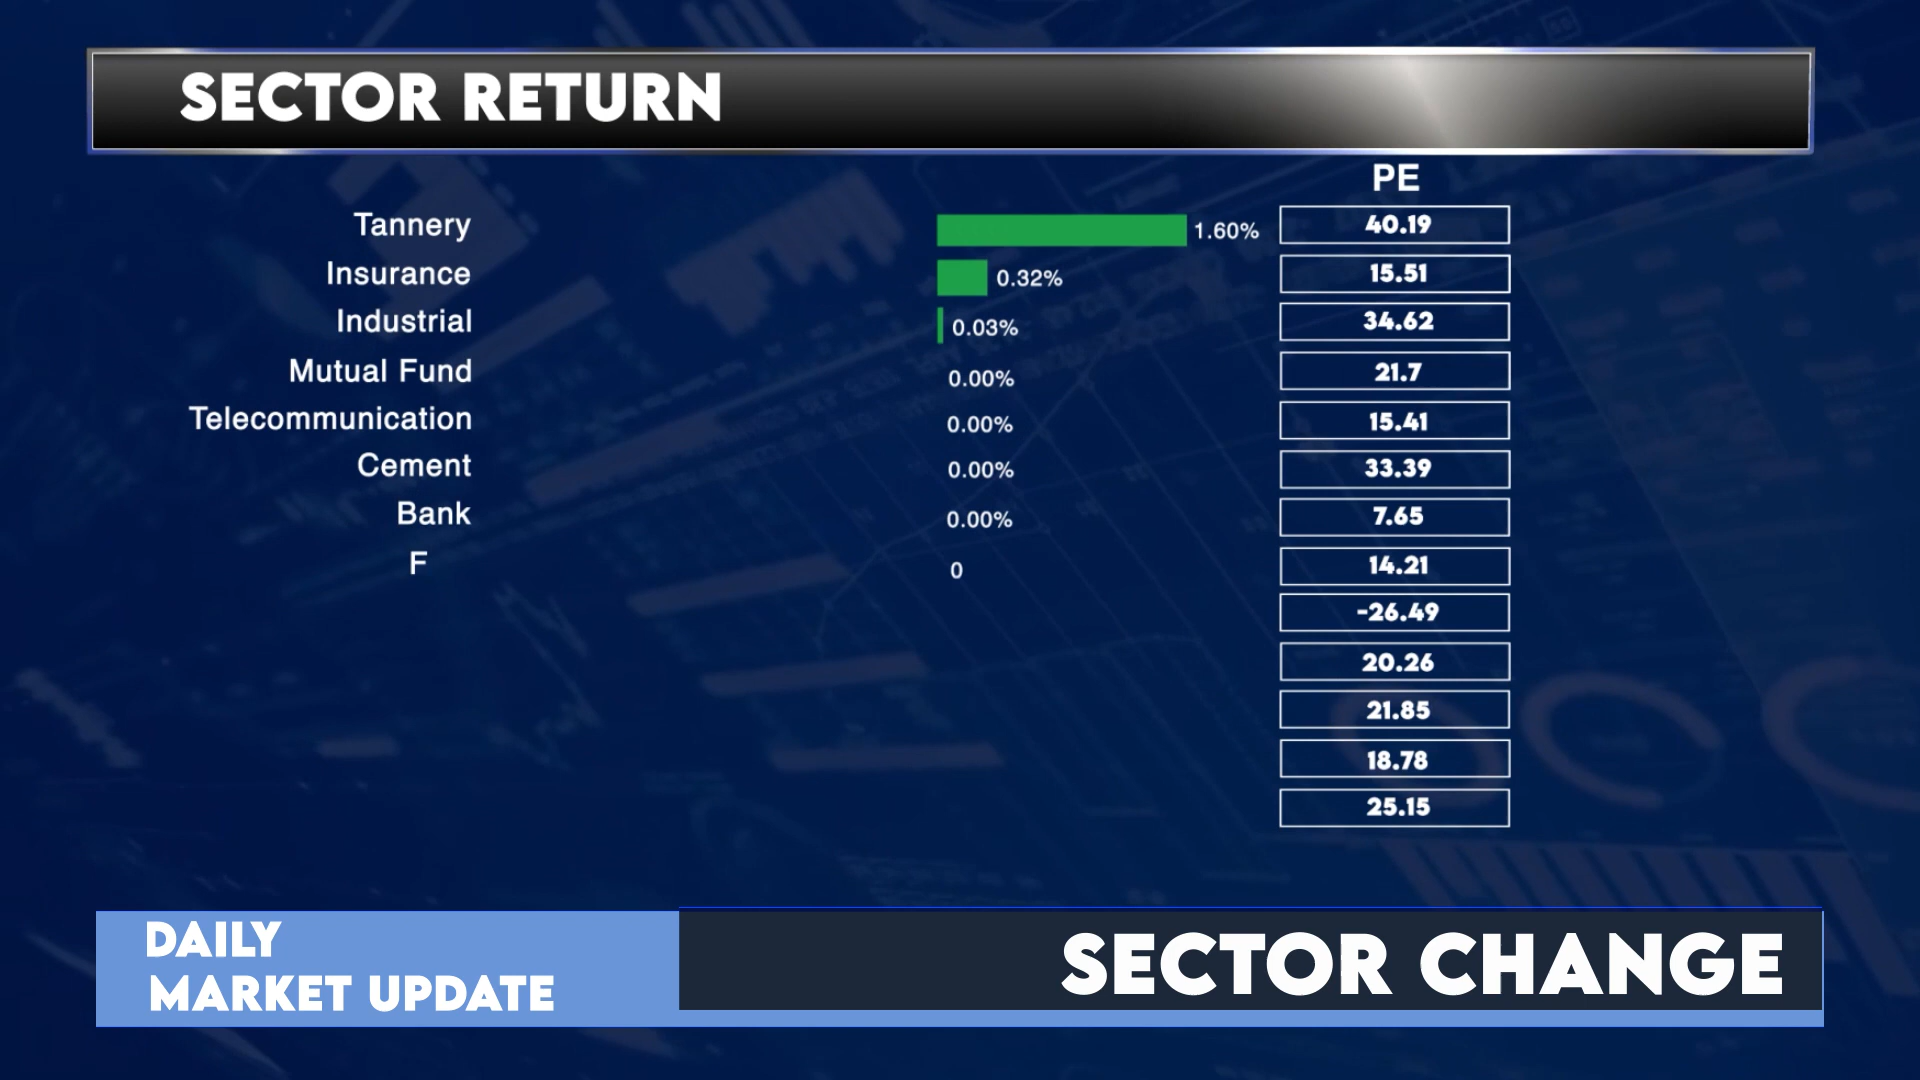 SECTOR RETURN
PE
Tannery 1.60% 40.19
Insurance 0.32% 15.51
Industrial 0.03% 34.62
Mutual Fund 0.00% 21.7
Telecommunication 0.00% 15.41
Cement 0.00% 33.39
Bank 0.00% 7.65
F 0 14.21
-26.49
20.26
21.85
18.78
25.15
DAILY
MARKET UPDATE
SECTOR CHANGE